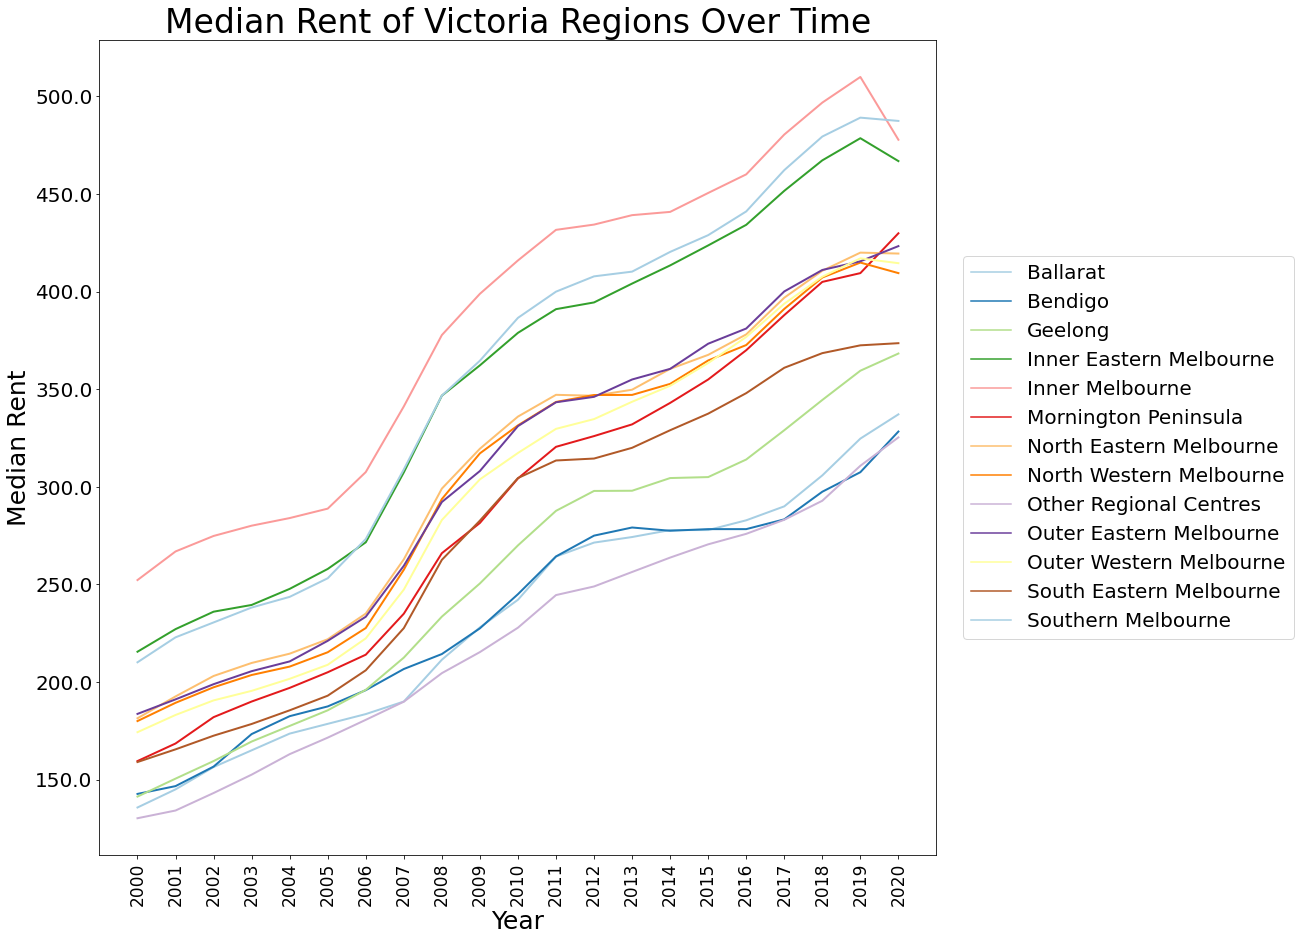 Median Rent of Victoria Regions Over Time
500.0
450.0
400.0
350.0
300.0
250.0
200.0
150.0
Median Rent
2000
2001
2002
2003
2004
2005
2006
2007
2008
2009
2010
2011
2012
2013
2014
2015
2016
2017
2018
2019
2020
Year
Ballarat
Bendigo
Geelong
Inner Eastern Melbourne
Inner Melbourne
Mornington Peninsula
North Eastern Melbourne
North Western Melbourne
Other Regional Centres
Outer Eastern Melbourne
Outer Western Melbourne
South Eastern Melbourne
Southern Melbourne